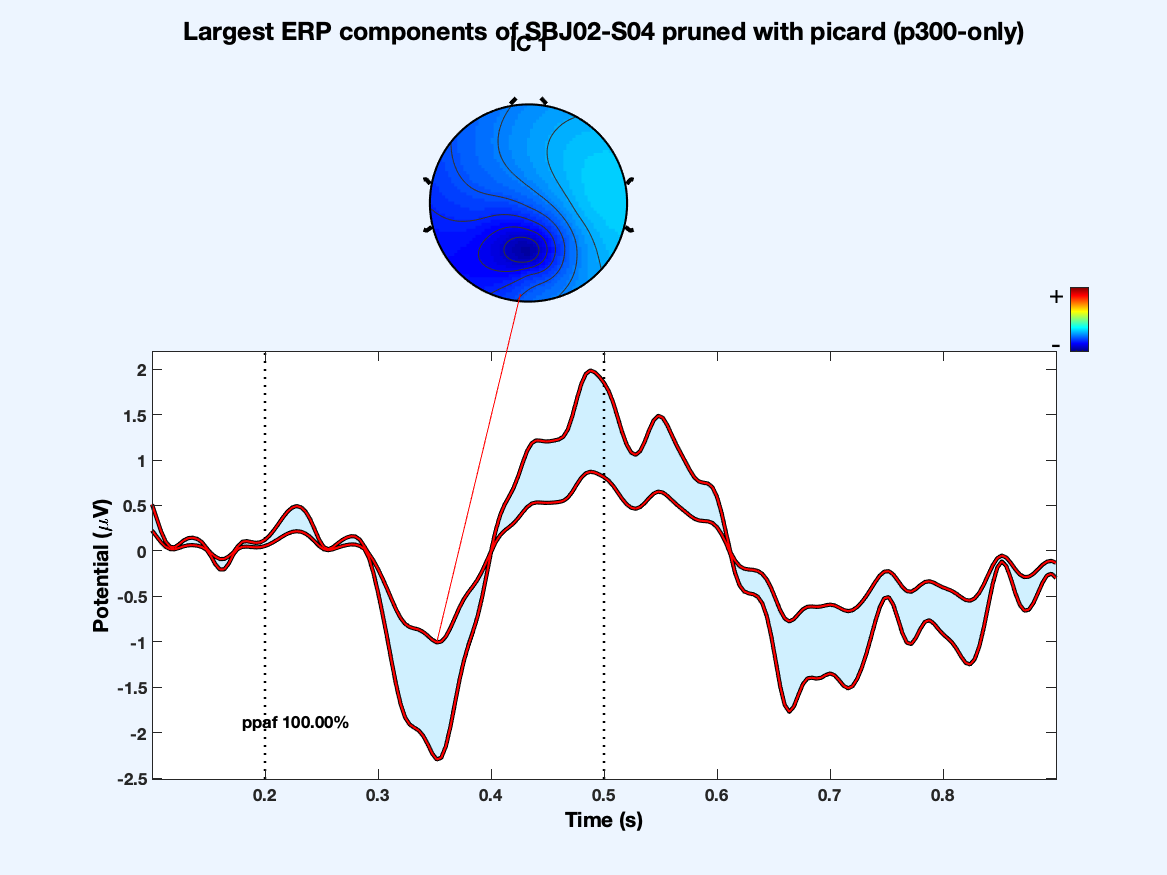 Largest ERP components of SBJ02-S04 pruned with picard (p300-only)
IC 1
+
-
2
1.5
1
0.5
0
-0.5
-1
-1.5
-2
-2.5
Potential (μV)
ppaf 100.00%
0.2 0.3 0.4 0.5 0.6 0.7 0.8
Time (s)